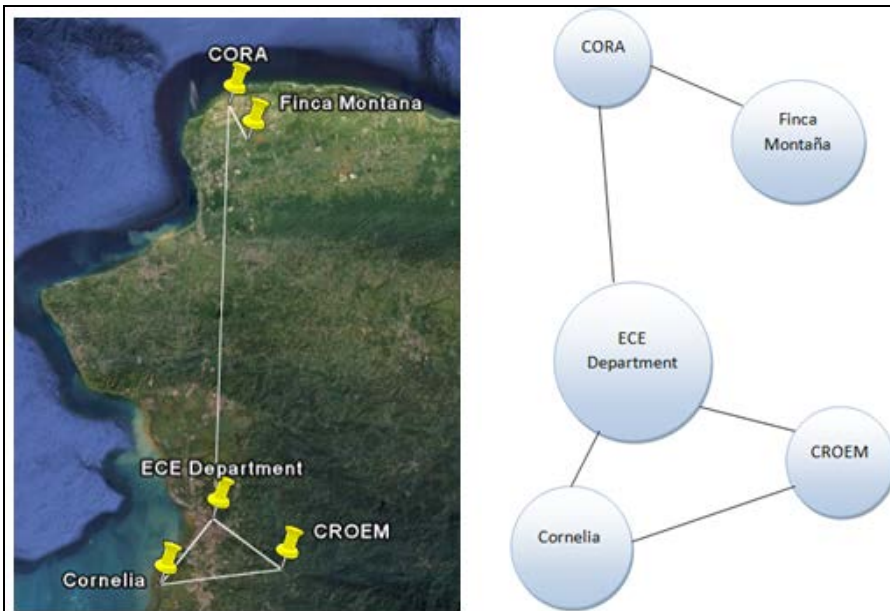 CORA
Finca Montana
ECE Department
CROEM
Cornelia
CORA
Finca
Montaña
ECE
Department
CROEM
Cornelia